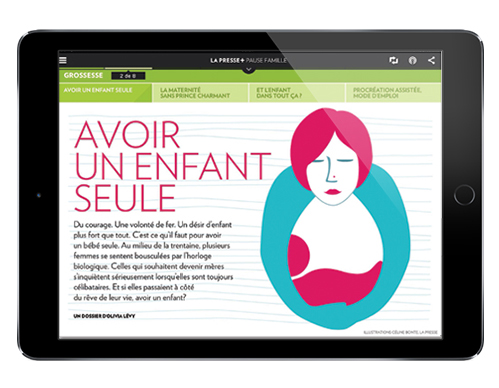 LA PRESSE+ PAUSE FAMILLE
GROSSESSE
2 de 8
AVOIR UN ENFANT SEULE
LA MATERNITÉ
SANS PRINCE CHARMANT
ET L'ENFANT
DANS TOUT ÇA ?
PROCRÉATION ASSISTÉE,
MODE D'EMPLOI
AVOIR
UN ENFANT
SEULE
Du courage. Une volonté de fer. Un désir d'enfant
plus fort que tout. C'est ce qu'il faut pour avoir
un bébé seule. Au milieu de la trentaine, plusieurs
femmes se sentent bousculées par l'horloge
biologique. Celles qui souhaitent devenir mères
s'inquiètent sérieusement lorsqu'elles sont toujours
célibataires. Et si elles passaient à côté
du rêve de leur vie, avoir un enfant?
UN DOSSIER D'OLIVIA LÉVY